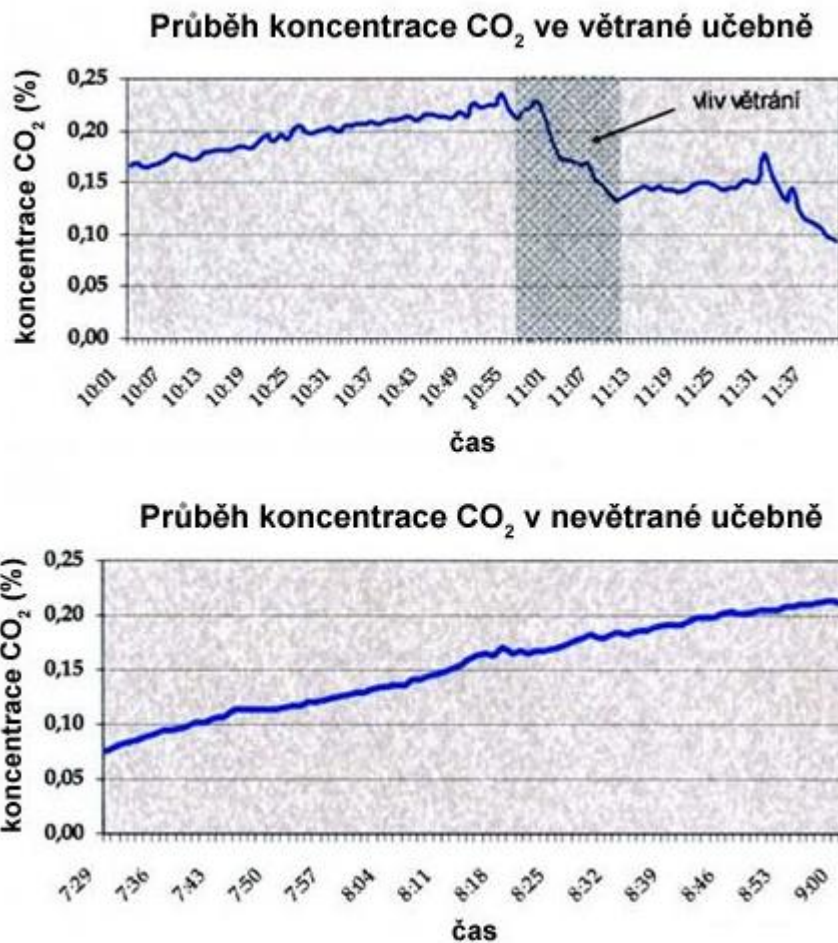 Průběh koncentrace CO₂ ve větrané učebně
koncentrace CO₂ (%)
0,25
0,20
0,15
0,10
0,05
0,00
vliv větrání
10:01 10:07 10:13 10:19 10:25 10:31 10:37 10:43 10:49 10:55 11:01 11:07 11:13 11:19 11:25 11:31 11:37
čas
Průběh koncentrace CO₂ v nevětrané učebně
koncentrace CO₂ (%)
0,25
0,20
0,15
0,10
0,05
0,00
7:29 7:36 7:43 7:50 7:57 8:04 8:11 8:18 8:25 8:32 8:39 8:46 8:53 9:00
čas